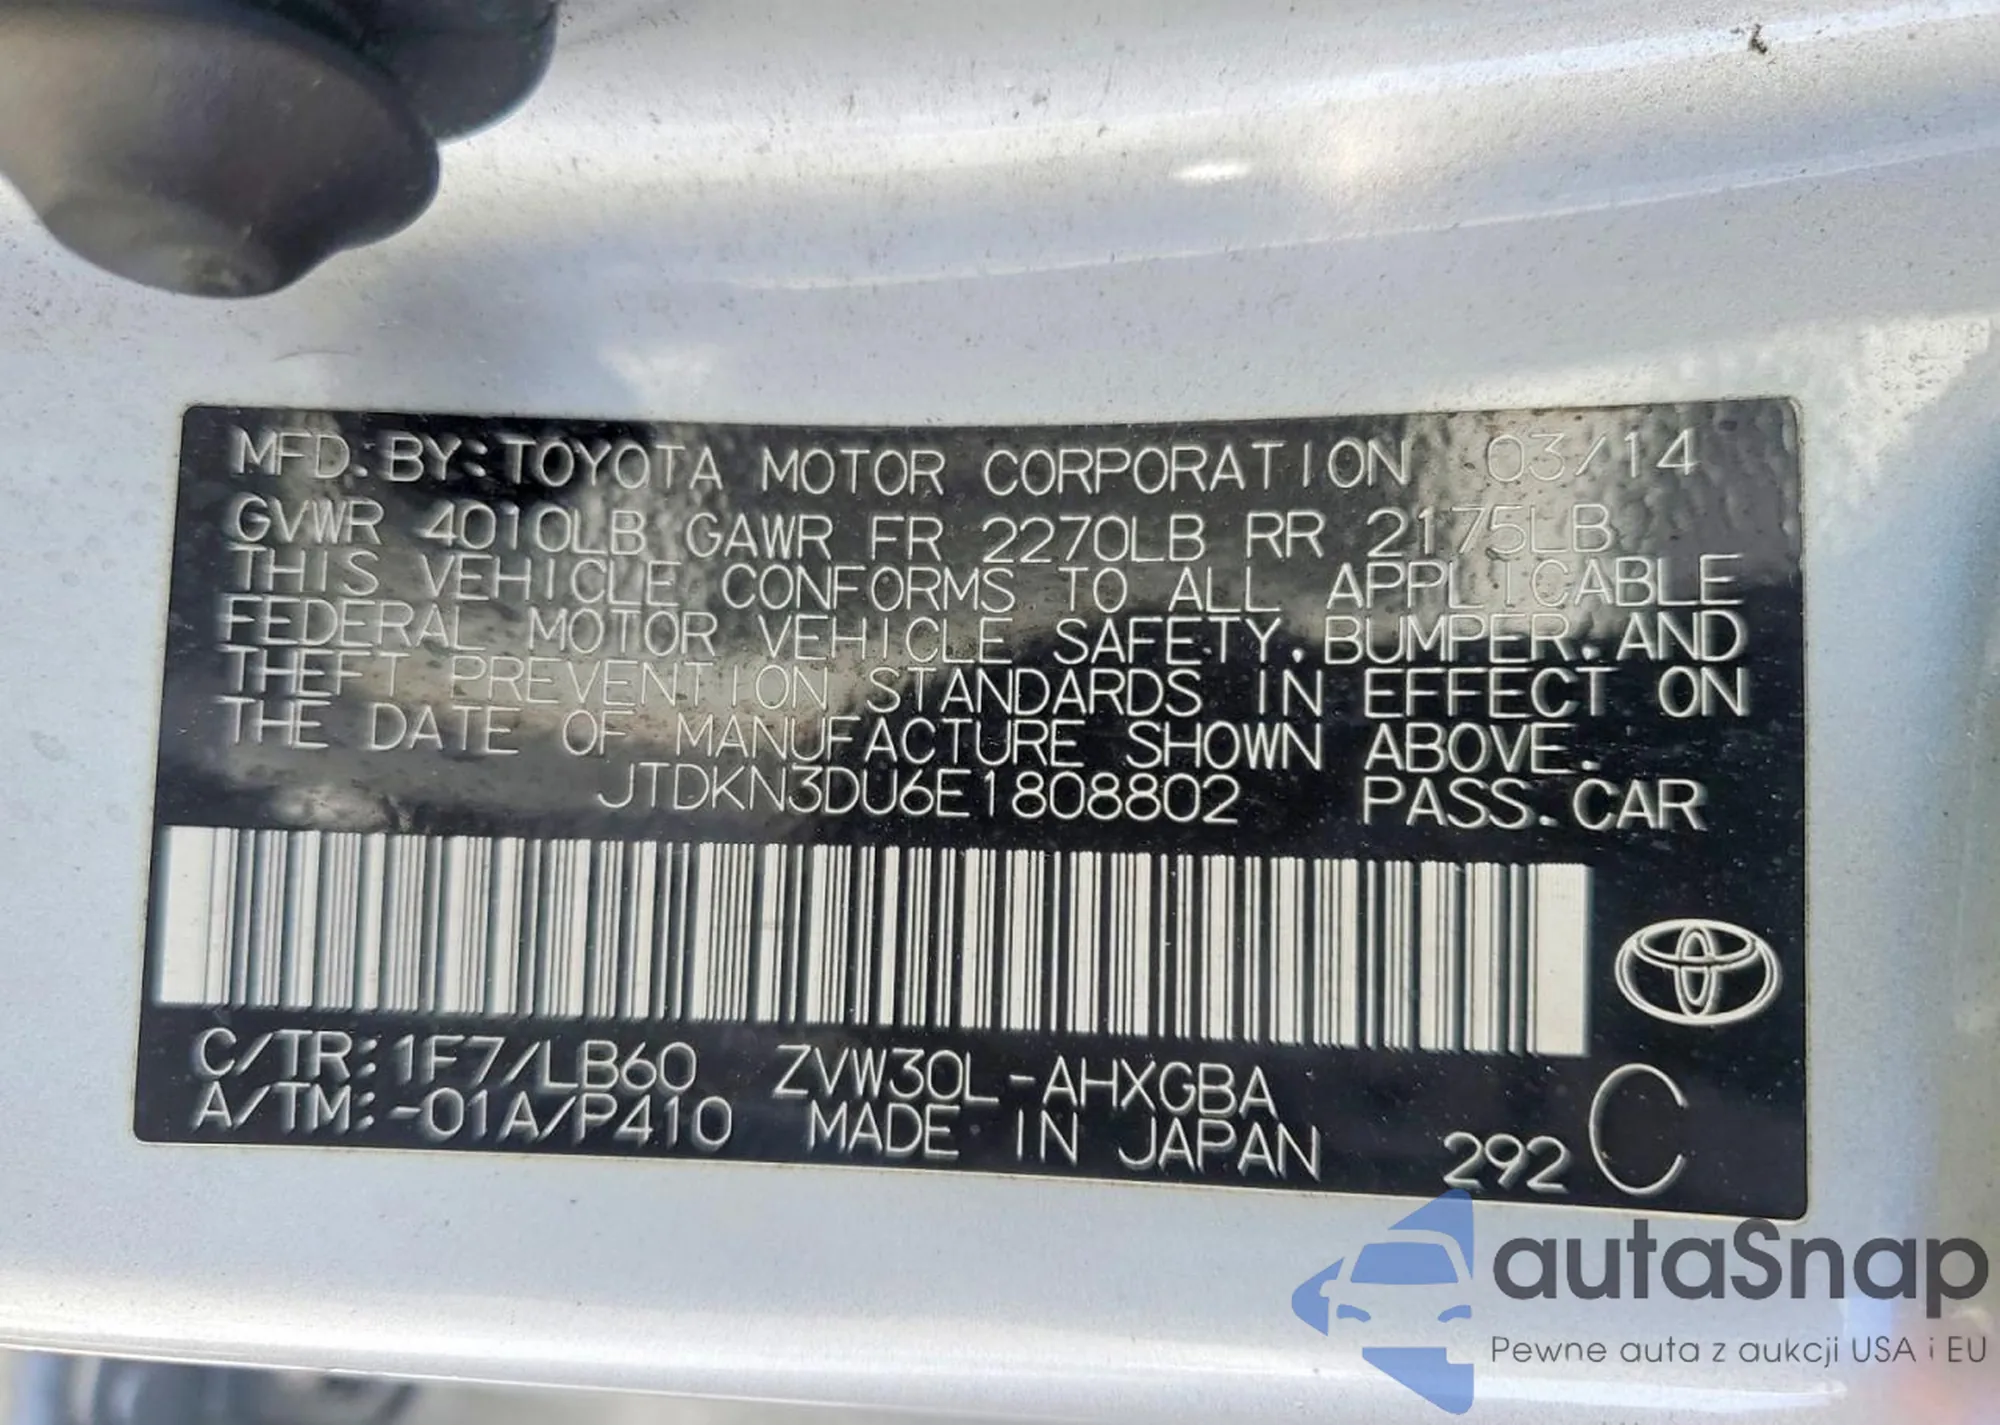 MFD. BY: TOYOTA MOTOR CORPORATION 03/14
GVWR 4010LB GAWR FR 2270LB RR 2175LB
THIS VEHICLE CONFORMS TO ALL APPLICABLE
FEDERAL MOTOR VEHICLE SAFETY, BUMPER, AND
THEFT PREVENTION STANDARDS IN EFFECT ON
THE DATE OF MANUFACTURE SHOWN ABOVE.
JTDKN3DU6E1808802 PASS. CAR
C/TR: 1F7/LB60 ZVW30L-AHXGBA
A/TM: -01A/P410 MADE IN JAPAN 292 C
autaSnap
Pewne auta z aukcji USA i EU